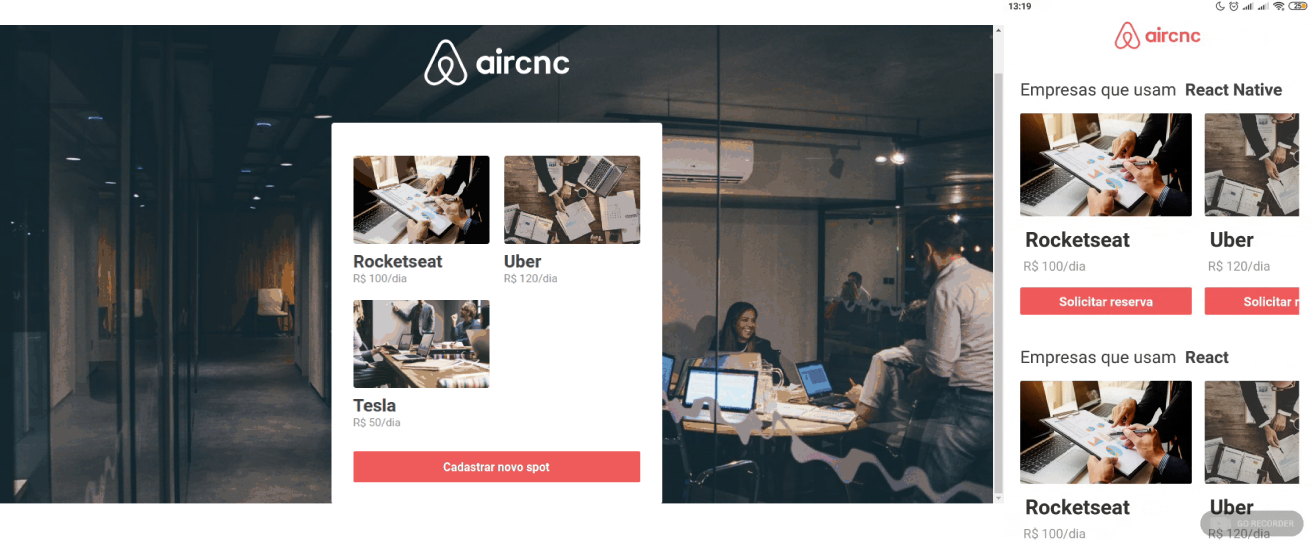 aircnc
Rocketseat
R$ 100/dia
Uber
R$ 120/dia
Tesla
R$ 50/dia
Cadastrar novo spot
13:19
25
aircnc
Empresas que usam React Native
Rocketseat
R$ 100/dia
Solicitar reserva
Uber
R$ 120/dia
Solicitar r
Empresas que usam React
Rocketseat
R$ 100/dia
Uber
R$ 120/dia
GO RECORDER